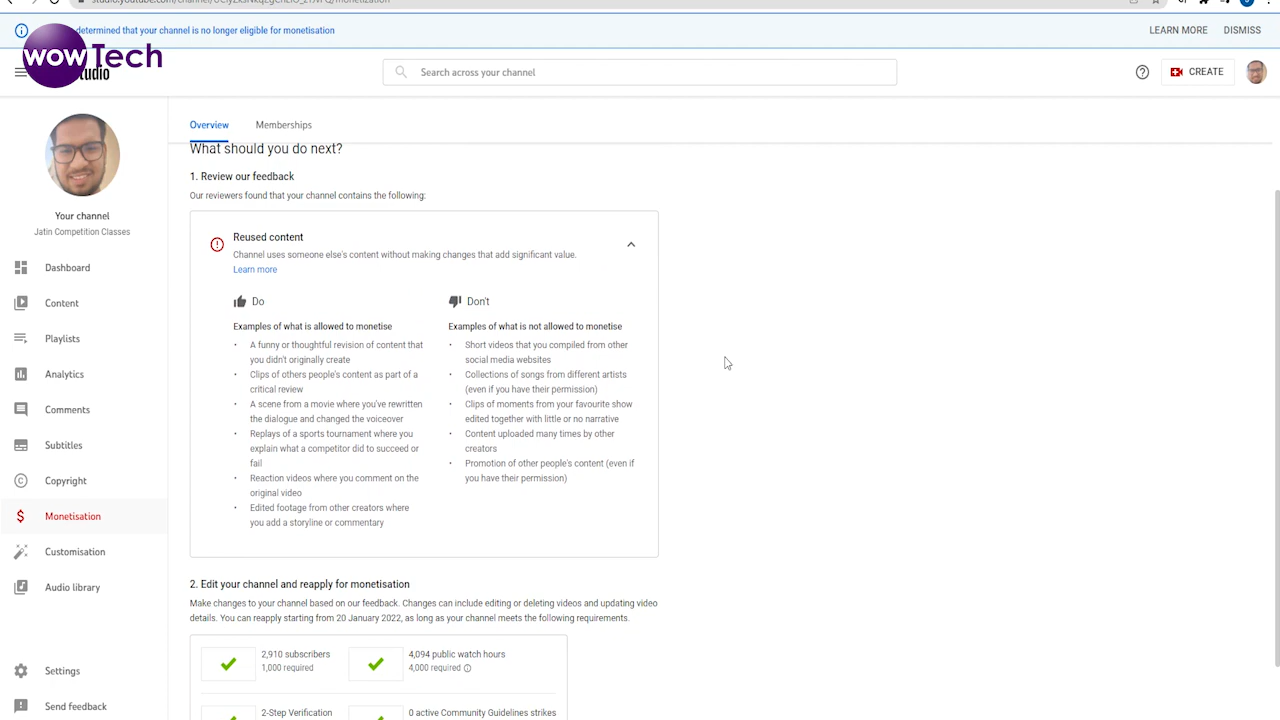 determined that your channel is no longer eligible for monetisation
LEARN MORE
DISMISS
wowTech
Search across your channel
CREATE
Overview
Memberships
What should you do next?
1. Review our feedback
Our reviewers found that your channel contains the following:
Your channel
Jatin Competition Classes
Dashboard
Content
Playlists
Analytics
Comments
Subtitles
Copyright
Monetisation
Customisation
Audio library
Settings
Send feedback
Reused content
Channel uses someone else's content without making changes that add significant value.
Learn more
Do
Examples of what is allowed to monetise
• A funny or thoughtful revision of content that
you didn't originally create
• Clips of others people's content as part of a
critical review
• A scene from a movie where you've rewritten
the dialogue and changed the voiceover
• Replays of a sports tournament where you
explain what a competitor did to succeed or
fail
• Reaction videos where you comment on the
original video
• Edited footage from other creators where
you add a storyline or commentary
Don't
Examples of what is not allowed to monetise
• Short videos that you compiled from other
social media websites
• Collections of songs from different artists
(even if you have their permission)
• Clips of moments from your favourite show
edited together with little or no narrative
• Content uploaded many times by other
creators
• Promotion of other people's content (even if
you have their permission)
2. Edit your channel and reapply for monetisation
Make changes to your channel based on our feedback. Changes can include editing or deleting videos and updating video
details. You can reapply starting from 20 January 2022, as long as your channel meets the following requirements.
2,910 subscribers
1,000 required
4,094 public watch hours
4,000 required
2-Step Verification
0 active Community Guidelines strikes